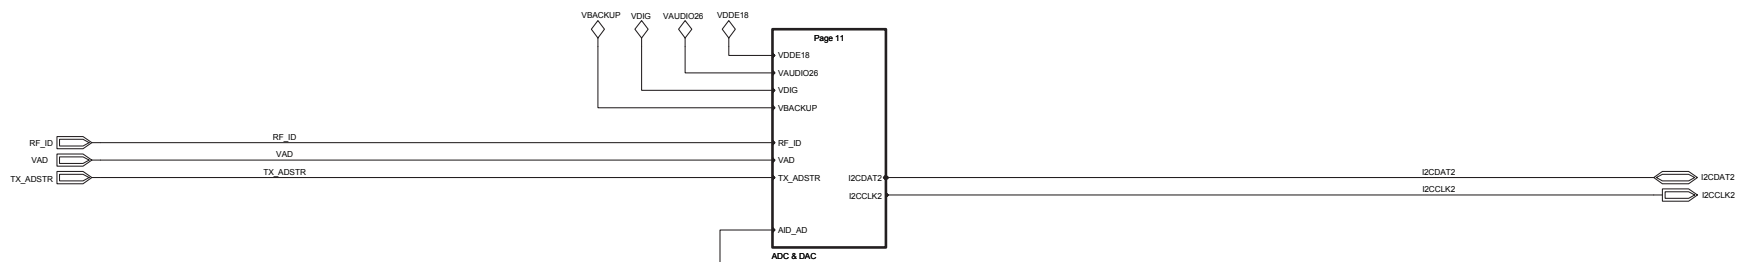 VBACKUP VDIG VAUDIO26 VDDE18
Page 11
VDDE18
VAUDIO26
VDIG
VBACKUP
RF_ID RF_ID RF_ID
VAD VAD VAD
TX_ADSTR TX_ADSTR TX_ADSTR I2CDAT2 I2CDAT2 I2CDAT2
I2CCLK2 I2CCLK2 I2CCLK2
AID_AD
ADC & DAC